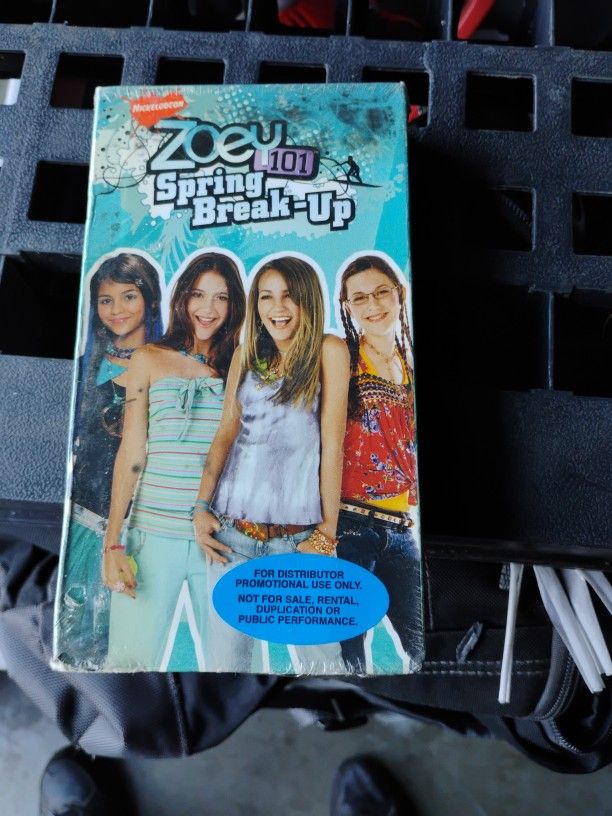 NICKELODEON
Zoey 101
Spring
Break-Up
FOR DISTRIBUTOR
PROMOTIONAL USE ONLY.
NOT FOR SALE, RENTAL,
DUPLICATION OR
PUBLIC PERFORMANCE.